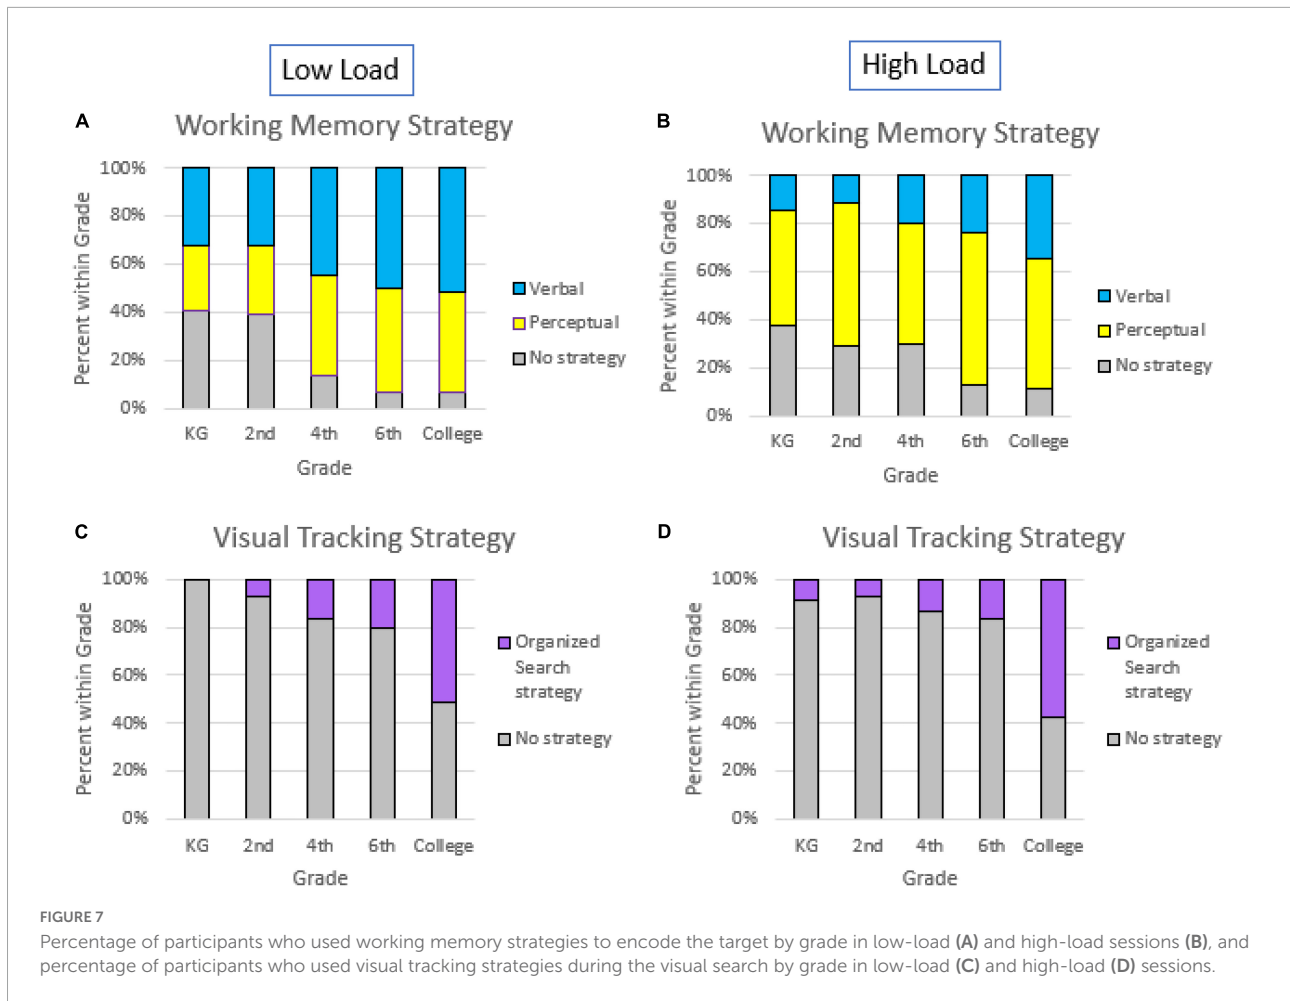 Low Load
High Load
A
Working Memory Strategy
100%
80%
60%
40%
20%
0%
Percent within Grade
KG 2nd 4th 6th College
Grade
Verbal
Perceptual
No strategy
B
Working Memory Strategy
100%
80%
60%
40%
20%
0%
Percent within Grade
KG 2nd 4th 6th College
Grade
Verbal
Perceptual
No strategy
C
Visual Tracking Strategy
100%
80%
60%
40%
20%
0%
Percent within Grade
KG 2nd 4th 6th College
Grade
Organized
Search
strategy
No strategy
D
Visual Tracking Strategy
100%
80%
60%
40%
20%
0%
Percent within Grade
KG 2nd 4th 6th College
Grade
Organized
Search
strategy
No strategy
FIGURE 7
Percentage of participants who used working memory strategies to encode the target by grade in low-load (A) and high-load sessions (B), and
percentage of participants who used visual tracking strategies during the visual search by grade in low-load (C) and high-load (D) sessions.